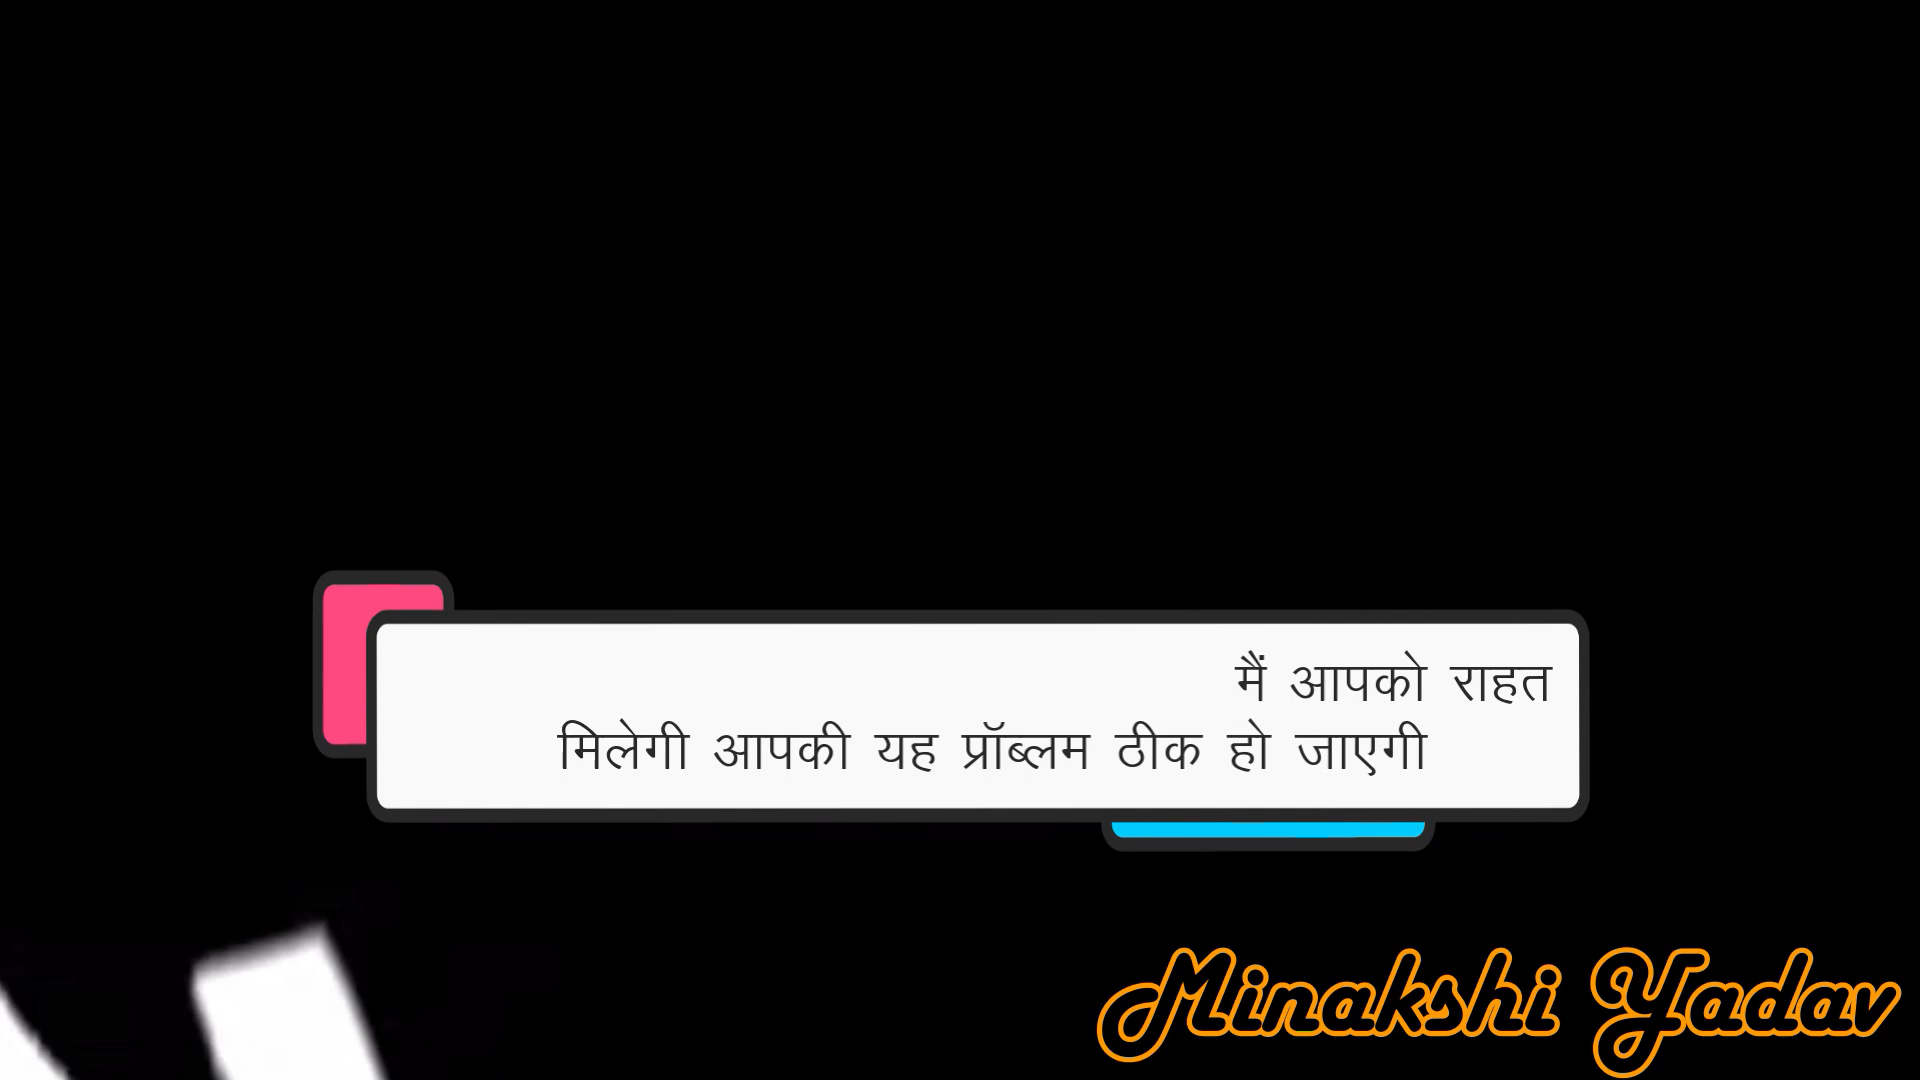 मैं आपको राहत
मिलेगी आपकी यह प्रॉब्लम ठीक हो जाएगी
Minakshi Yadav